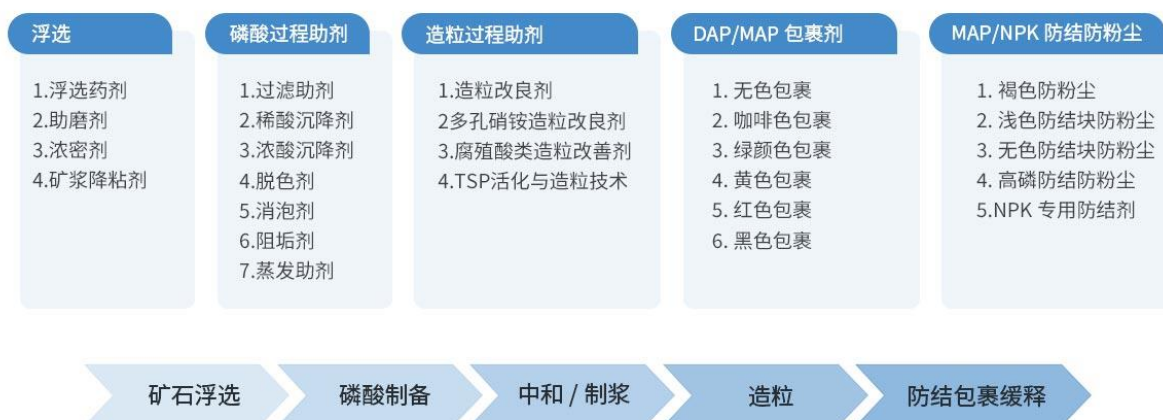 浮选
1.浮选药剂
2.助磨剂
3.浓密剂
4.矿浆降粘剂
磷酸过程助剂
1.过滤助剂
2.稀酸沉降剂
3.浓酸沉降剂
4.脱色剂
5.消泡剂
6.阻垢剂
7.蒸发助剂
造粒过程助剂
1.造粒改良剂
2多孔硝铵造粒改良剂
3.腐殖酸类造粒改善剂
4.TSP活化与造粒技术
DAP/MAP 包裹剂
1. 无色包裹
2. 咖啡色包裹
3. 绿颜色包裹
4. 黄色包裹
5. 红色包裹
6. 黑色包裹
MAP/NPK 防结防粉尘
1. 褐色防粉尘
2. 浅色防结块防粉尘
3. 无色防结块防粉尘
4. 高磷防结防粉尘
5.NPK 专用防结剂
矿石浮选
磷酸制备
中和 / 制浆
造粒
防结包裹缓释